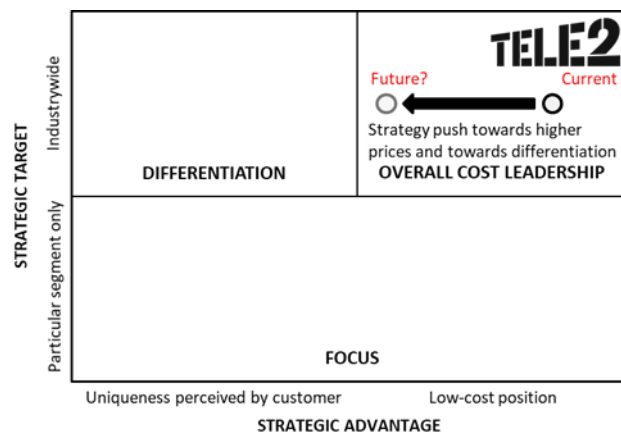 TELE2
Future?
Current
Strategy push towards higher
prices and towards differentiation
DIFFERENTIATION
OVERALL COST LEADERSHIP
FOCUS
STRATEGIC TARGET
Industrywide
Particular segment only
Uniqueness perceived by customer
Low-cost position
STRATEGIC ADVANTAGE